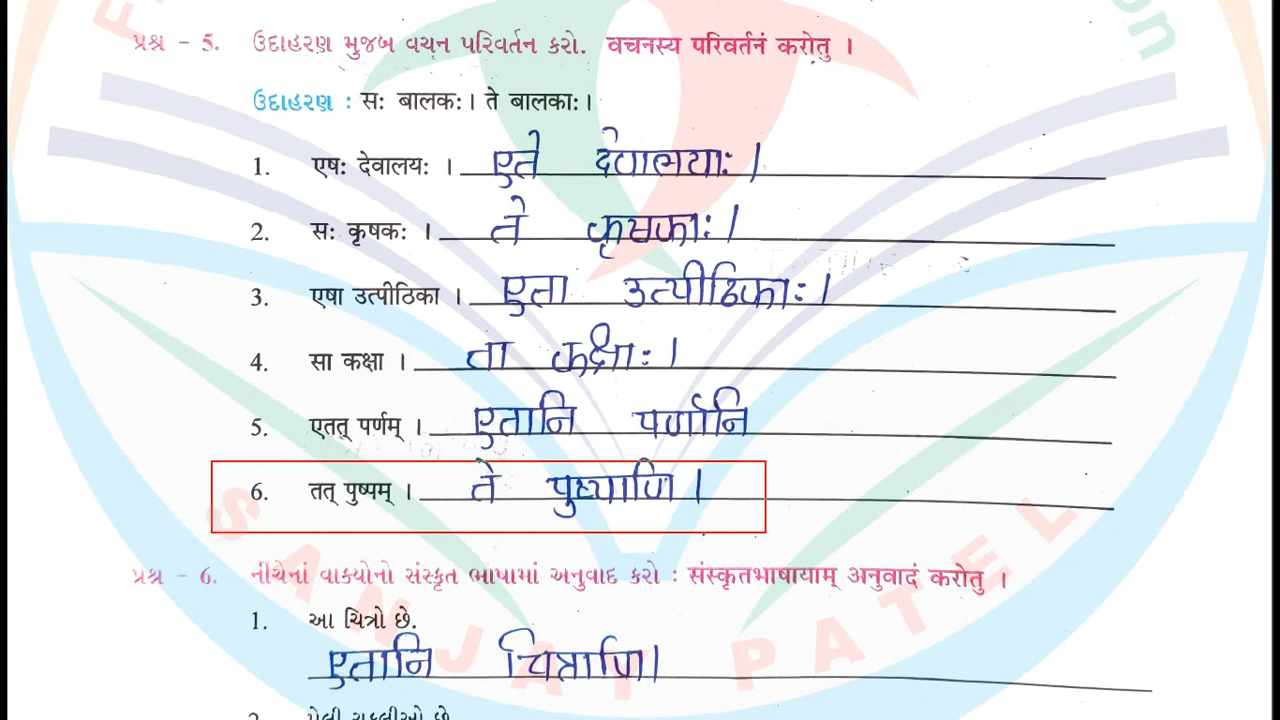 પ્રશ્ન - 5. ઉદાહરણ મુજબ વચન પરિવર્તન કરો. वचनस्य परिवर्तनं करोतु ।
ઉદાહરણ : सः बालकः । ते बालकाः ।
1. एषः देवालयः । एते देवालयाः ।
2. सः कृषकः । ते कृषकाः ।
3. एषा उत्पीठिका । एता उत्पीठिकाः ।
4. सा कक्षा । ता कक्षाः ।
5. एतत् पर्णम् । एतानि पर्णानि
6. तत् पुष्पम् । ते पुष्पाणि ।
પ્રશ્ન - 6. નીચેનાં વાક્યોનો સંસ્કૃત ભાષામાં અનુવાદ કરો : संस्कृतभाषायाम् अनुवादं करोतु ।
1. આ ચિત્રો છે.
एतानि चित्राणि।
SANJAY PATEL